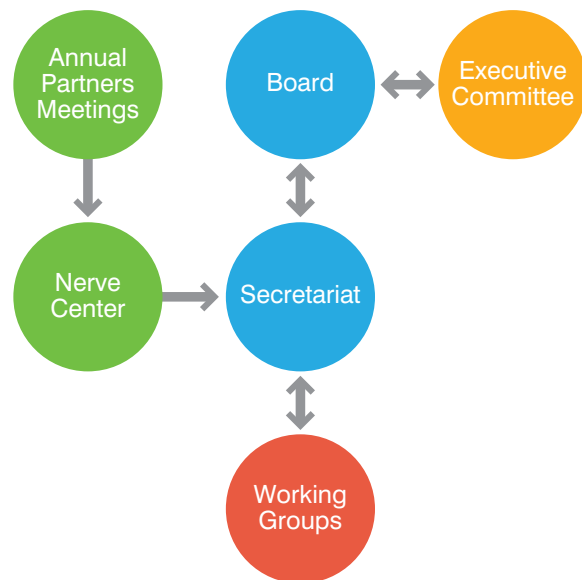 Annual
Partners
Meetings
Board
Executive
Committee
Nerve
Center
Secretariat
Working
Groups